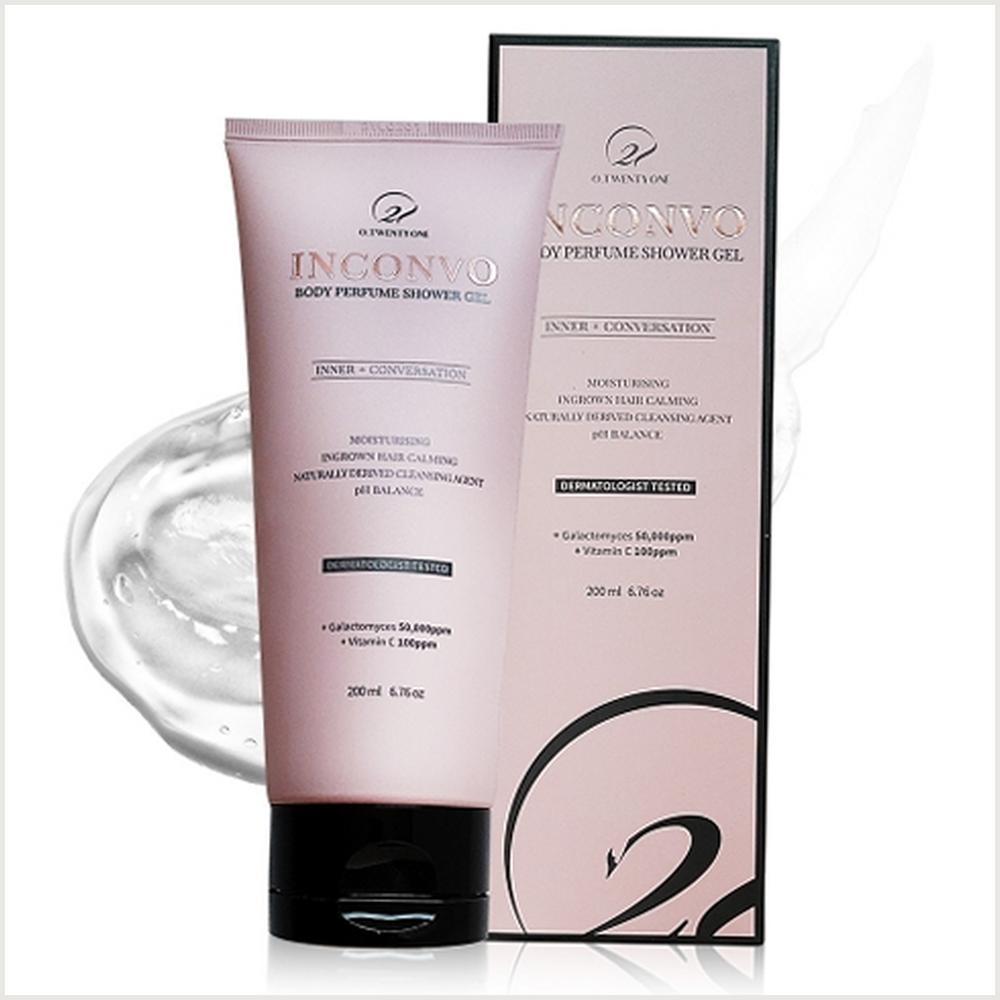 O.TWENTY ONE
INCONVO
BODY PERFUME SHOWER GEL
INNER + CONVERSATION
MOISTURISING
INGROWN HAIR CALMING
NATURALLY DERIVED CLEANSING AGENT
pH BALANCE
DERMATOLOGIST TESTED
• Galactomyces 50,000ppm
• Vitamin C 100ppm
200 ml 6.76 oz
O.TWENTY ONE
NCONVO
DY PERFUME SHOWER GEL
INNER + CONVERSATION
MOISTURISING
INGROWN HAIR CALMING
NATURALLY DERIVED CLEANSING AGENT
pH BALANCE
DERMATOLOGIST TESTED
• Galactomyces 50,000ppm
• Vitamin C 100ppm
200 ml 6.76 oz